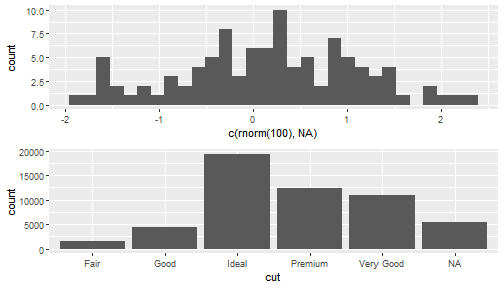 10.0
7.5
5.0
2.5
0.0
count
-2 -1 0 1 2
c(rnorm(100), NA)
20000
15000
10000
5000
0
count
Fair Good Ideal Premium Very Good NA
cut